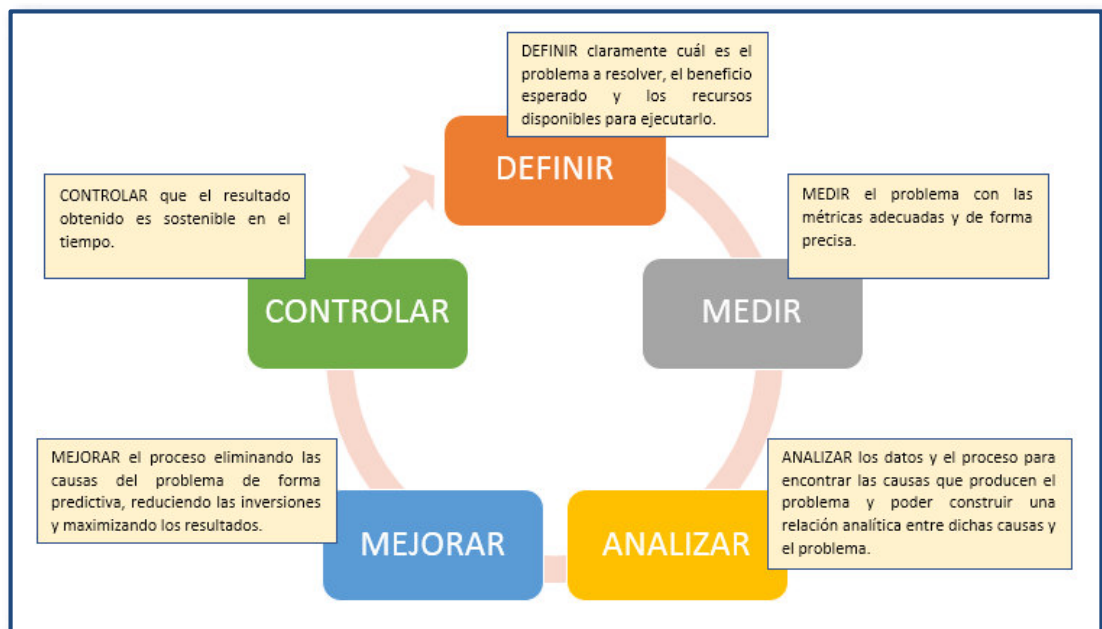 DEFINIR claramente cuál es el
problema a resolver, el beneficio
esperado y los recursos
disponibles para ejecutarlo.
DEFINIR
MEDIR el problema con las
métricas adecuadas y de forma
precisa.
MEDIR
ANALIZAR los datos y el proceso para
encontrar las causas que producen el
problema y poder construir una
relación analítica entre dichas causas y
el problema.
ANALIZAR
MEJORAR el proceso eliminando las
causas del problema de forma
predictiva, reduciendo las inversiones
y maximizando los resultados.
MEJORAR
CONTROLAR que el resultado
obtenido es sostenible en el
tiempo.
CONTROLAR